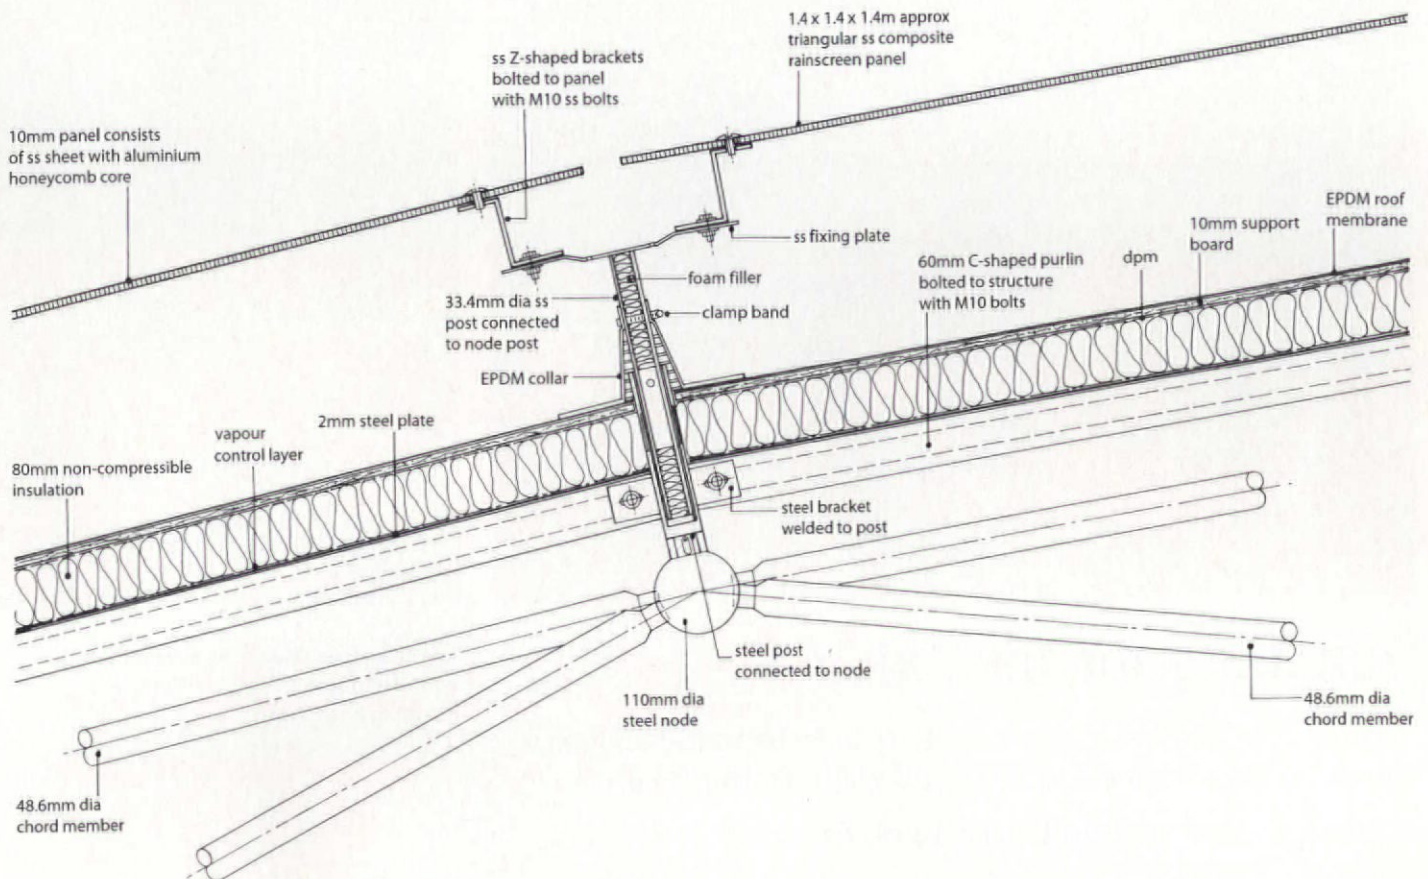 1.4 x 1.4 x 1.4m approx
triangular ss composite
rainscreen panel
ss Z-shaped brackets
bolted to panel
with M10 ss bolts
10mm panel consists
of ss sheet with aluminium
honeycomb core
EPDM roof
membrane
10mm support
board
ss fixing plate
dpm
60mm C-shaped purlin
bolted to structure
with M10 bolts
foam filler
33.4mm dia ss
post connected
to node post
clamp band
EPDM collar
2mm steel plate
vapour
control layer
80mm non-compressible
insulation
steel bracket
welded to post
steel post
connected to node
110mm dia
steel node
48.6mm dia
chord member
48.6mm dia
chord member